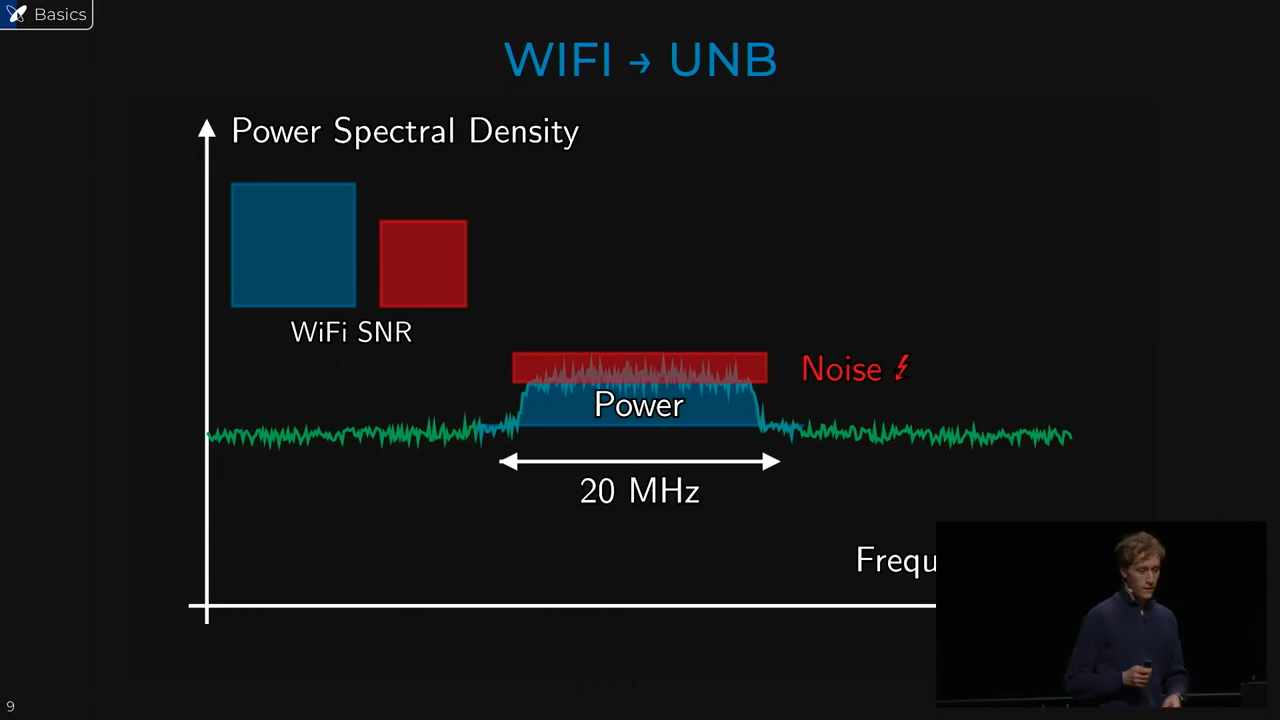 Basics
WIFI → UNB
Power Spectral Density
WiFi SNR
Noise
Power
20 MHz
Frequ
9